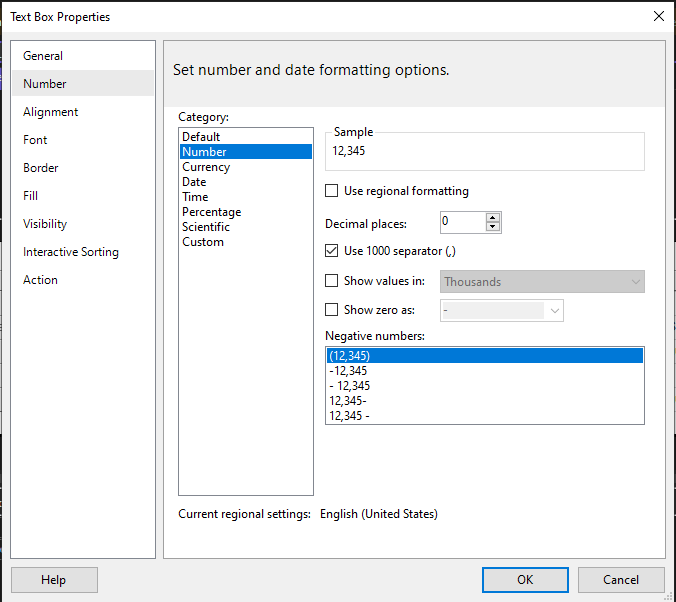 Text Box Properties
General
Number
Alignment
Font
Border
Fill
Visibility
Interactive Sorting
Action
Set number and date formatting options.
Category:
Default
Number
Currency
Date
Time
Percentage
Scientific
Custom
Sample
12,345
Use regional formatting
Decimal places: 0
Use 1000 separator (,)
Show values in: Thousands
Show zero as: -
Negative numbers:
(12,345)
-12,345
- 12,345
12,345-
12,345 -
Current regional settings: English (United States)
Help
OK
Cancel